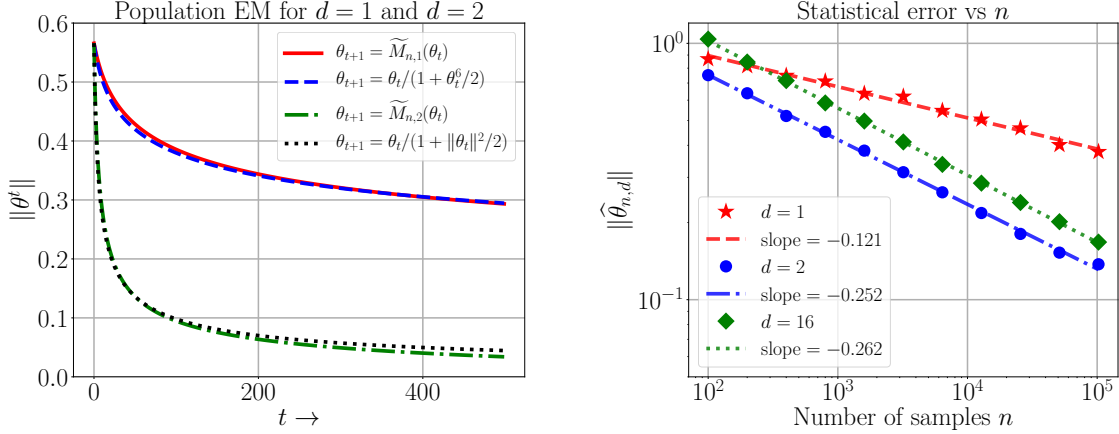 Population EM for d = 1 and d = 2
0.6
0.5
0.4
0.3
0.2
0.1
0.0
0
200
400
t →
||θ^t||
θ_{t+1} = M̃_{n,1}(θ_t)
θ_{t+1} = θ_t/(1 + θ_t^6/2)
θ_{t+1} = M̃_{n,2}(θ_t)
θ_{t+1} = θ_t/(1 + ||θ_t||^2/2)
Statistical error vs n
10^0
10^{-1}
10^2
10^3
10^4
10^5
Number of samples n
||θ̂_{n,d}||
d = 1
slope = −0.121
d = 2
slope = −0.252
d = 16
slope = −0.262